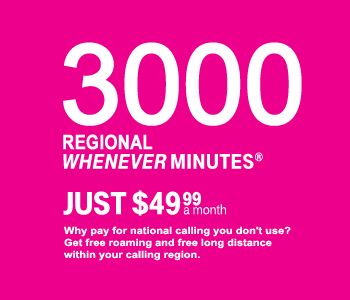 3000
REGIONAL
WHENEVER MINUTES®
JUST $49 99
a month
Why pay for national calling you don't use?
Get free roaming and free long distance
within your calling region.